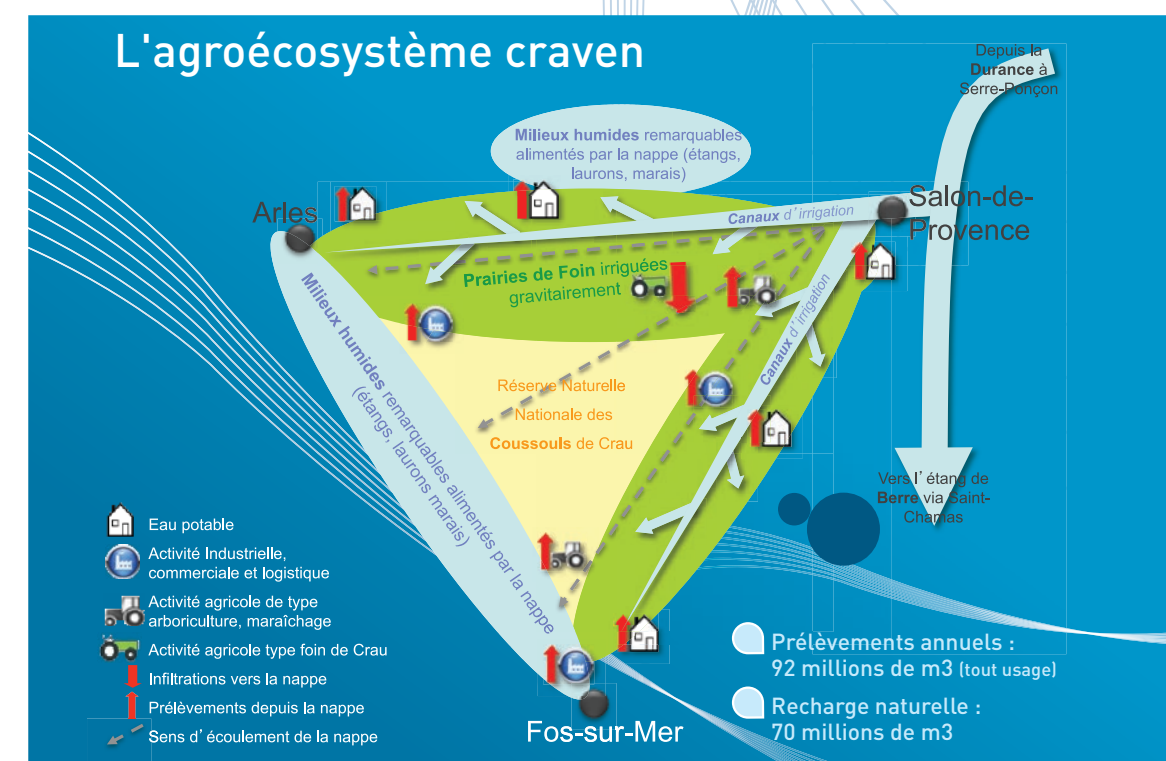 L'agroécosystème craven
Depuis la
Durance à
Serre-Ponçon
Milieux humides remarquables
alimentés par la nappe (étangs,
laurons, marais)
Arles
Salon-de-
Provence
Canaux d'irrigation
Prairies de Foin irriguées
gravitairement
Canaux d'irrigation
Milieux humides remarquables alimentés par la nappe
(étangs, laurons marais)
Réserve Naturelle
Nationale des
Coussouls de Crau
Vers l'étang de
Berre via Saint-
Chamas
Eau potable
Activité Industrielle,
commerciale et logistique
Activité agricole de type
arboriculture, maraîchage
Activité agricole type foin de Crau
Infiltrations vers la nappe
Prélèvements depuis la nappe
Sens d'écoulement de la nappe
Fos-sur-Mer
Prélèvements annuels :
92 millions de m3 (tout usage)
Recharge naturelle :
70 millions de m3